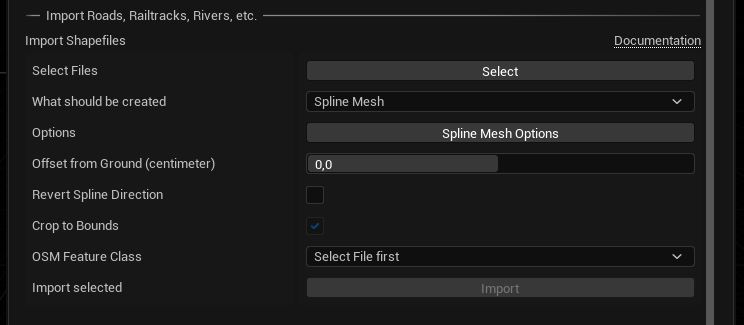 Import Roads, Railtracks, Rivers, etc.
Import Shapefiles Documentation
Select Files Select
What should be created Spline Mesh
Options Spline Mesh Options
Offset from Ground (centimeter) 0,0
Revert Spline Direction
Crop to Bounds
OSM Feature Class Select File first
Import selected Import